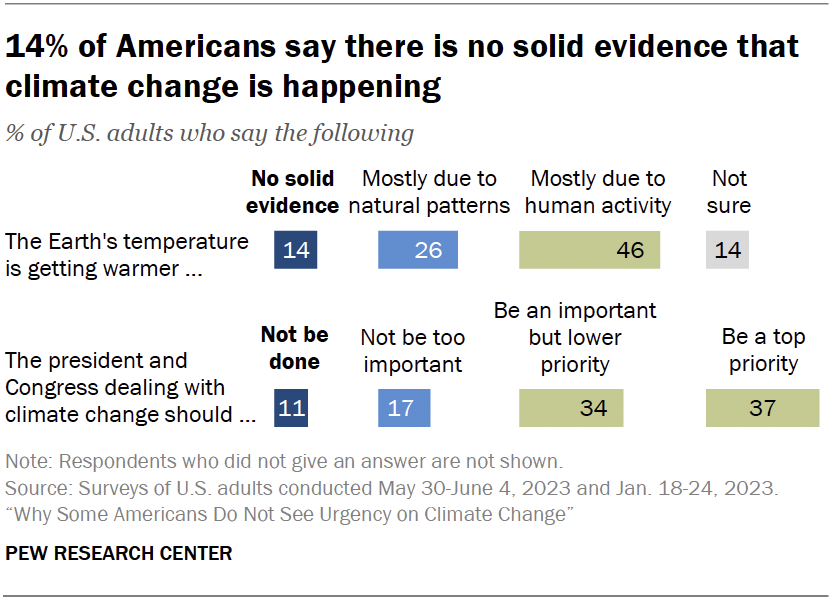 14% of Americans say there is no solid evidence that
climate change is happening
% of U.S. adults who say the following
No solid
evidence
Mostly due to
natural patterns
Mostly due to
human activity
Not
sure
The Earth's temperature
is getting warmer ...
14
26
46
14
Not be
done
Not be too
important
Be an important
but lower
priority
Be a top
priority
The president and
Congress dealing with
climate change should ...
11
17
34
37
Note: Respondents who did not give an answer are not shown.
Source: Surveys of U.S. adults conducted May 30-June 4, 2023 and Jan. 18-24, 2023.
“Why Some Americans Do Not See Urgency on Climate Change”
PEW RESEARCH CENTER